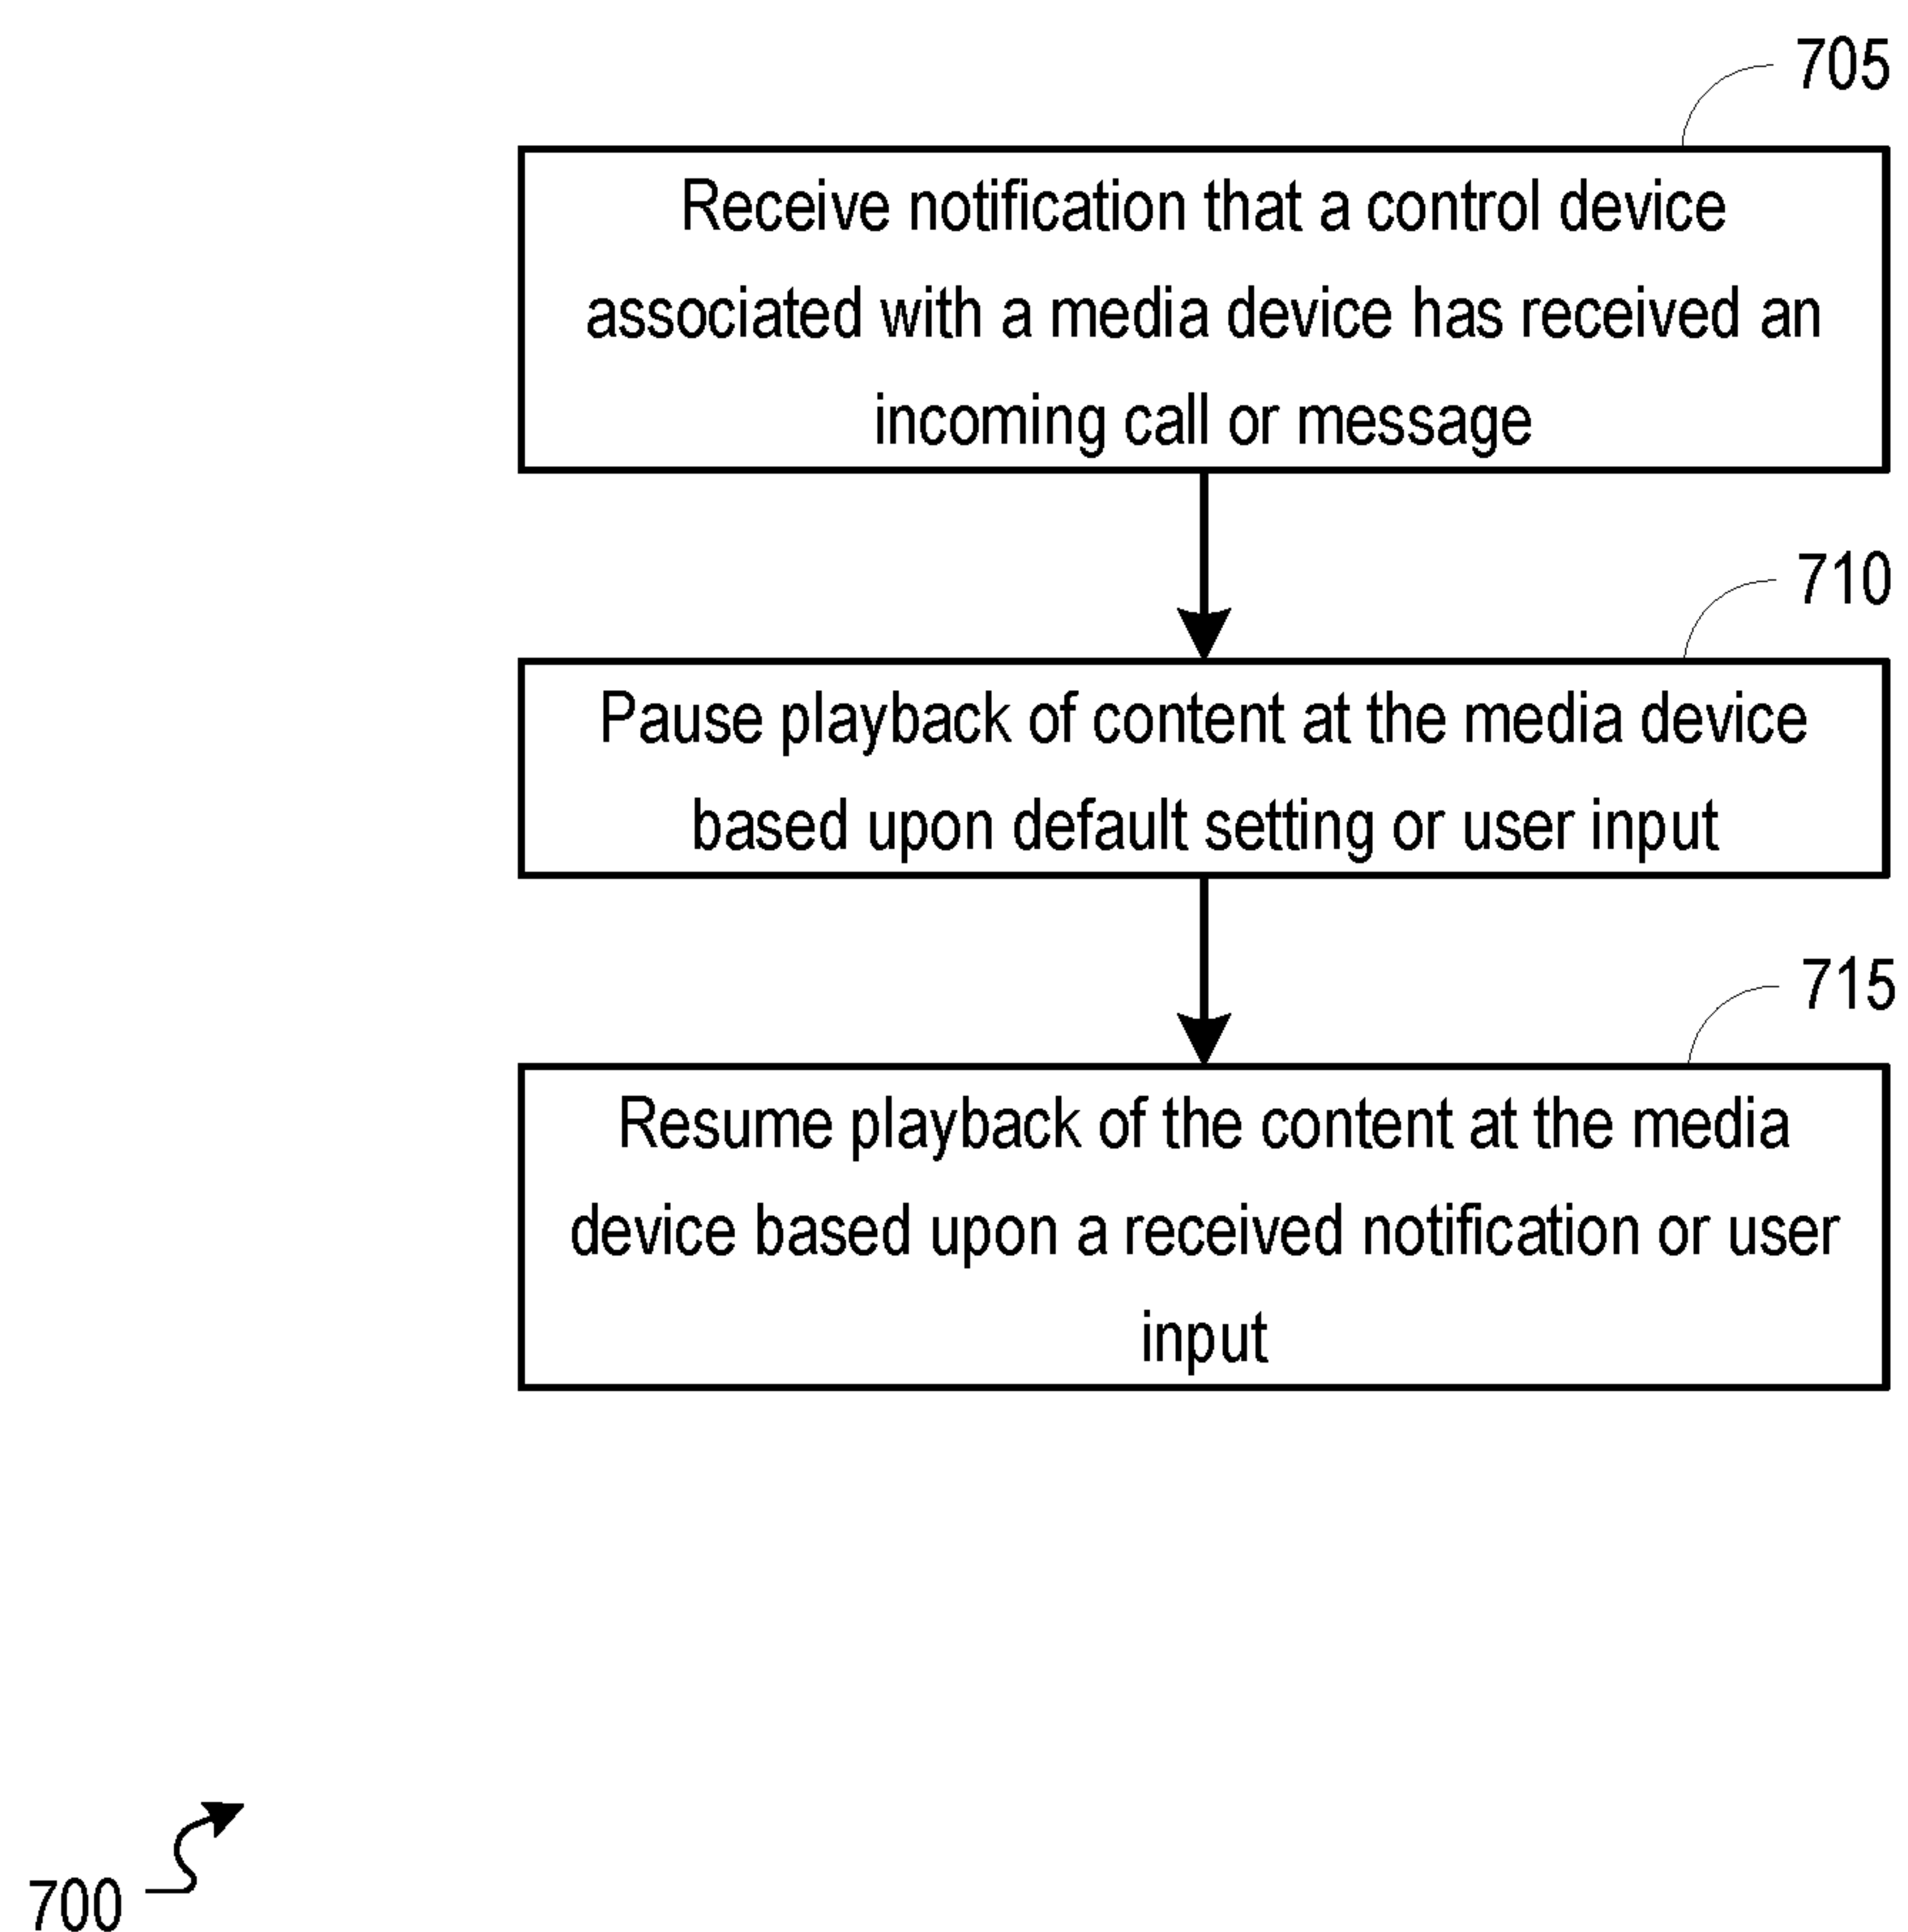 705
Receive notification that a control device
associated with a media device has received an
incoming call or message
710
Pause playback of content at the media device
based upon default setting or user input
715
Resume playback of the content at the media
device based upon a received notification or user
input
700